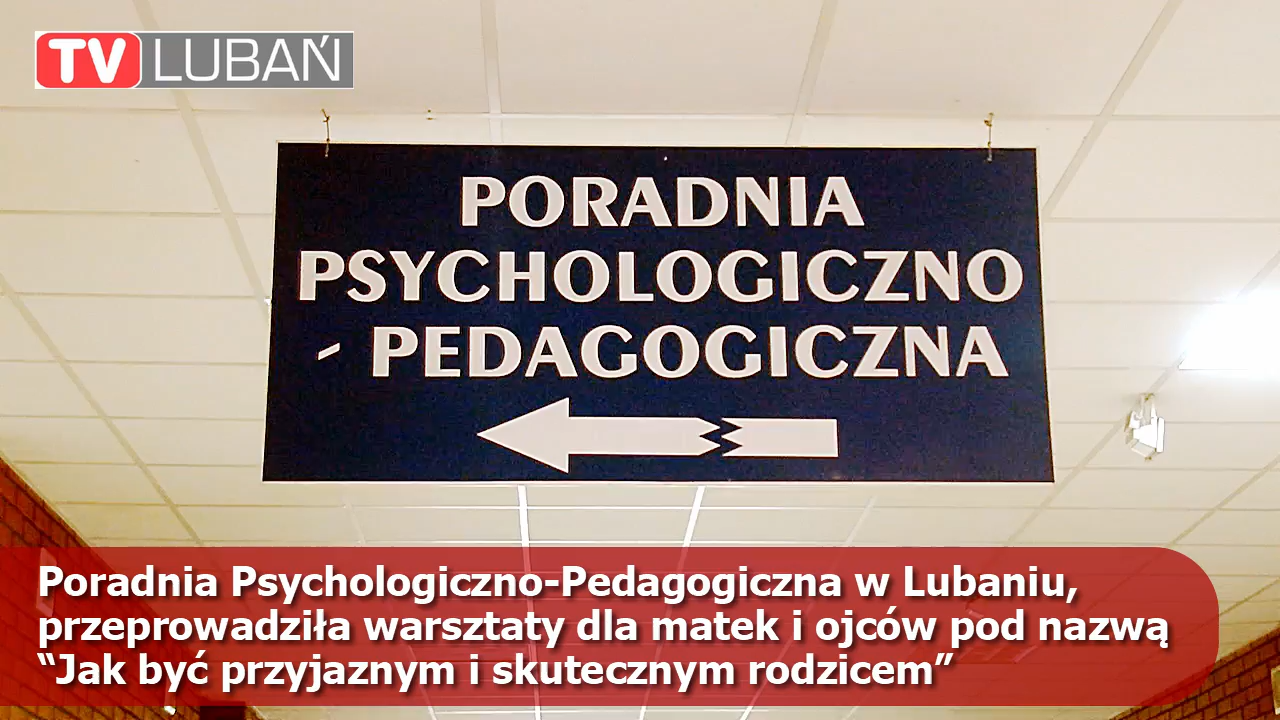 TV LUBAŃ
PORADNIA
PSYCHOLOGICZNO
- PEDAGOGICZNA
Poradnia Psychologiczno-Pedagogiczna w Lubaniu,
przeprowadziła warsztaty dla matek i ojców pod nazwą
“Jak być przyjaznym i skutecznym rodzicem”